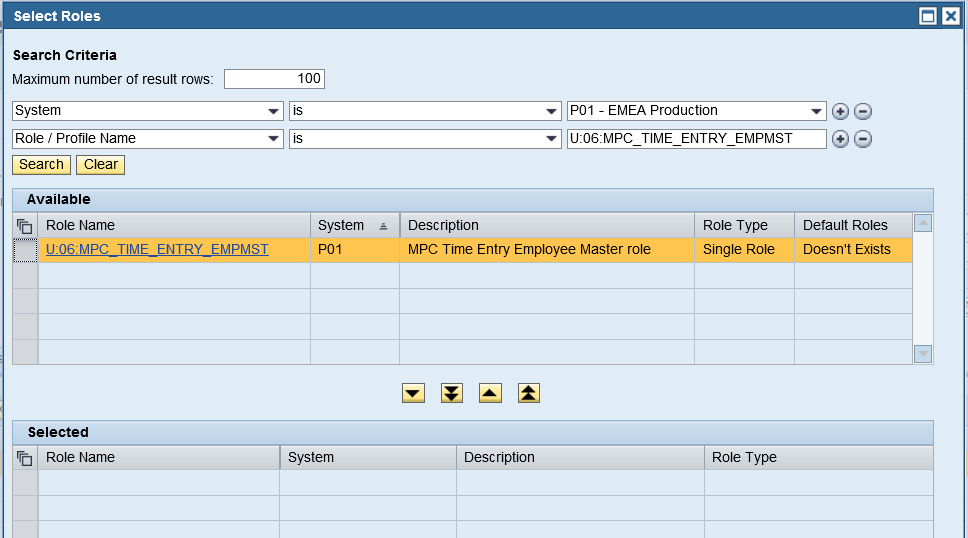 Select Roles
Search Criteria
Maximum number of result rows: 100
System is P01 - EMEA Production
Role / Profile Name is U:06:MPC_TIME_ENTRY_EMPMST
Search Clear
Available
Role Name System Description Role Type Default Roles
U:06:MPC_TIME_ENTRY_EMPMST P01 MPC Time Entry Employee Master role Single Role Doesn't Exists
Selected
Role Name System Description Role Type